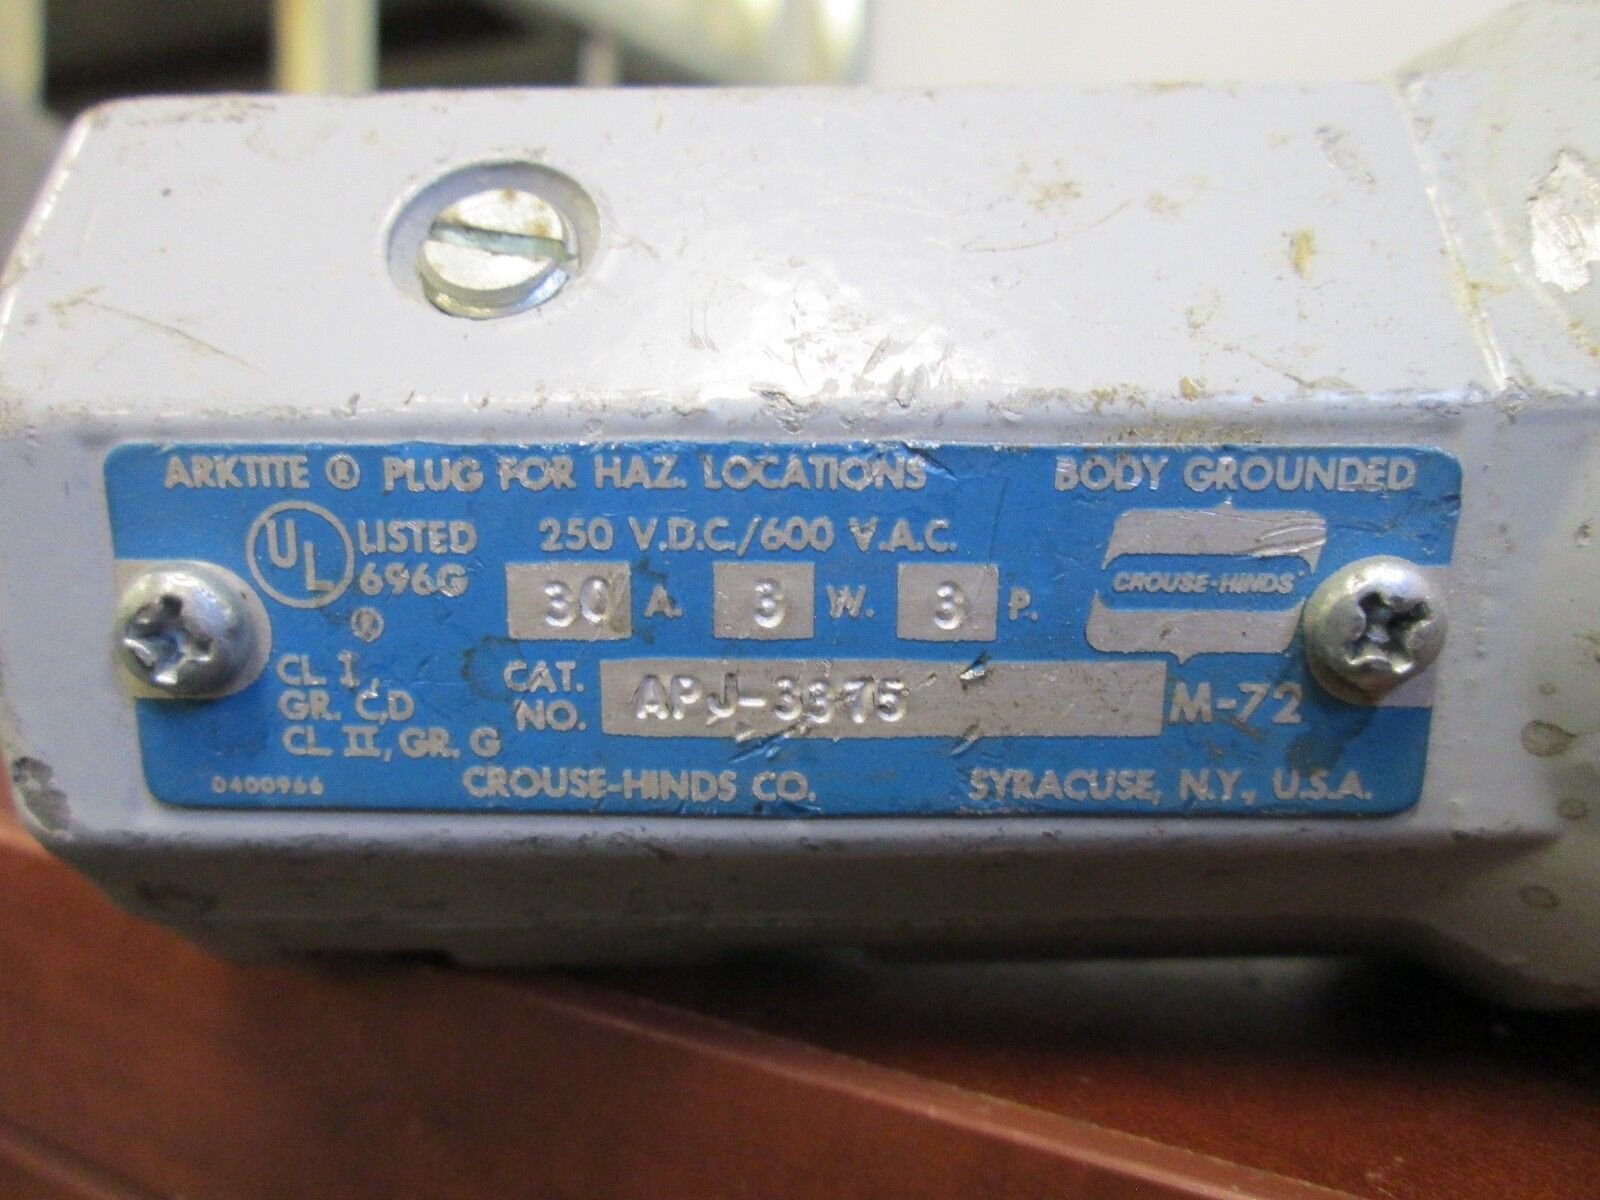 ARKTITE ® PLUG FOR HAZ. LOCATIONS BODY GROUNDED
UL LISTED 696G ®
250 V.D.C./600 V.A.C.
30 A. 3 W. 3 P.
CROUSE-HINDS
CL I,
GR. C,D
CL II, GR. G
CAT. NO. APJ-3375 M-72
0400966 CROUSE-HINDS CO. SYRACUSE, N.Y., U.S.A.